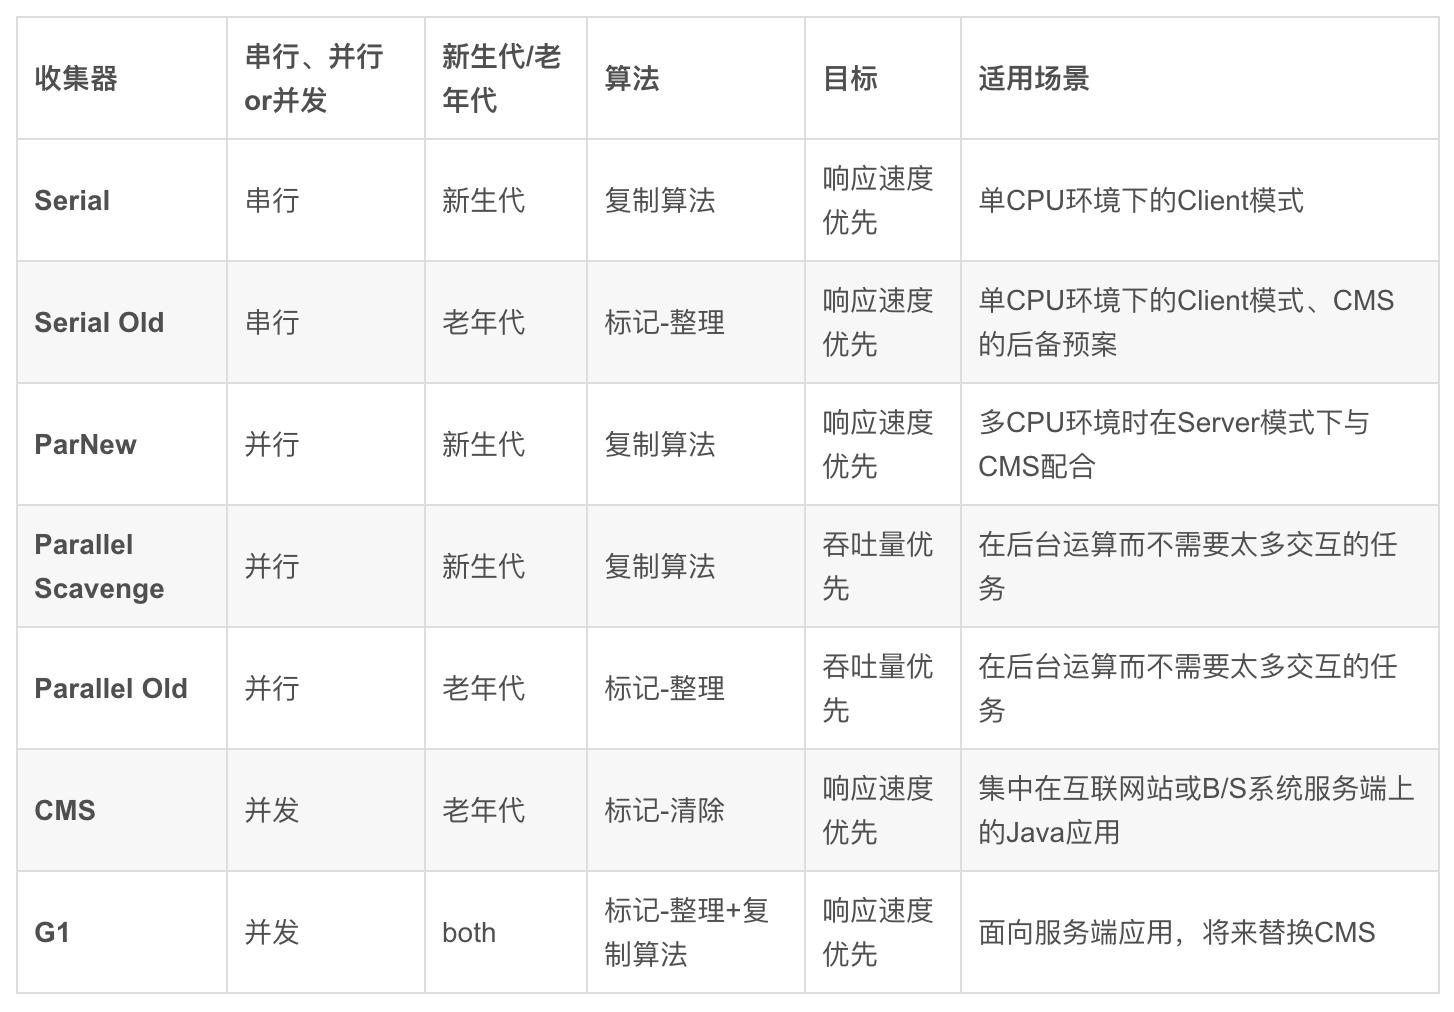 收集器
串行、并行
or并发
新生代/老
年代
算法
目标
适用场景
Serial
串行
新生代
复制算法
响应速度
优先
单CPU环境下的Client模式
Serial Old
串行
老年代
标记-整理
响应速度
优先
单CPU环境下的Client模式、CMS
的后备预案
ParNew
并行
新生代
复制算法
响应速度
优先
多CPU环境时在Server模式下与
CMS配合
Parallel
Scavenge
并行
新生代
复制算法
吞吐量优
先
在后台运算而不需要太多交互的任
务
Parallel Old
并行
老年代
标记-整理
吞吐量优
先
在后台运算而不需要太多交互的任
务
CMS
并发
老年代
标记-清除
响应速度
优先
集中在互联网站或B/S系统服务端上
的Java应用
G1
并发
both
标记-整理+复
制算法
响应速度
优先
面向服务端应用，将来替换CMS